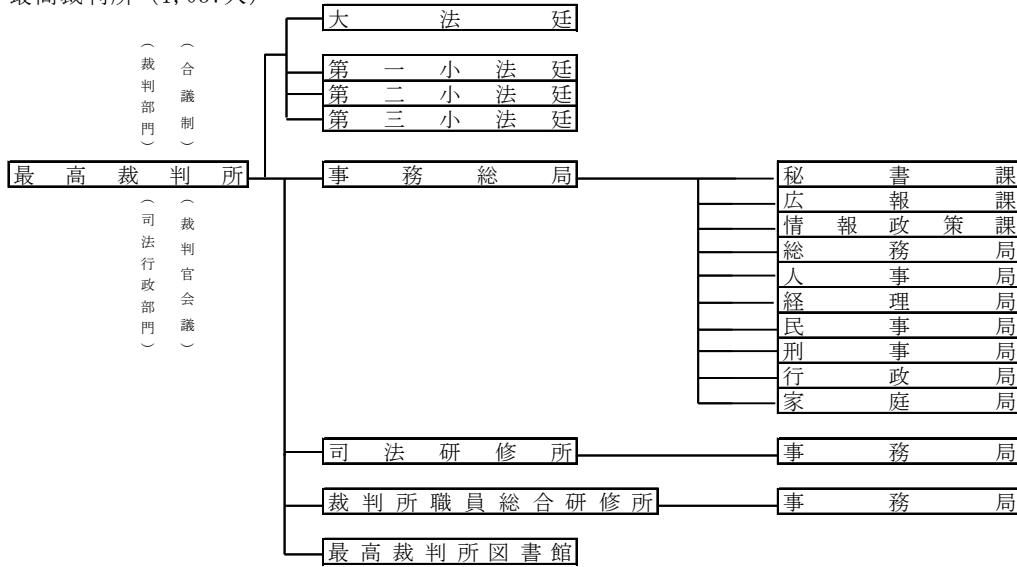 大法廷
（裁判部門）
（合議制）
第一小法廷
第二小法廷
第三小法廷
最高裁判所
事務総局
秘書課
広報課
情報政策課
総務局
人事局
経理局
民事局
刑事局
行政局
家庭局
（司法行政部門）
（裁判官会議）
司法研修所
事務局
裁判所職員総合研修所
事務局
最高裁判所図書館